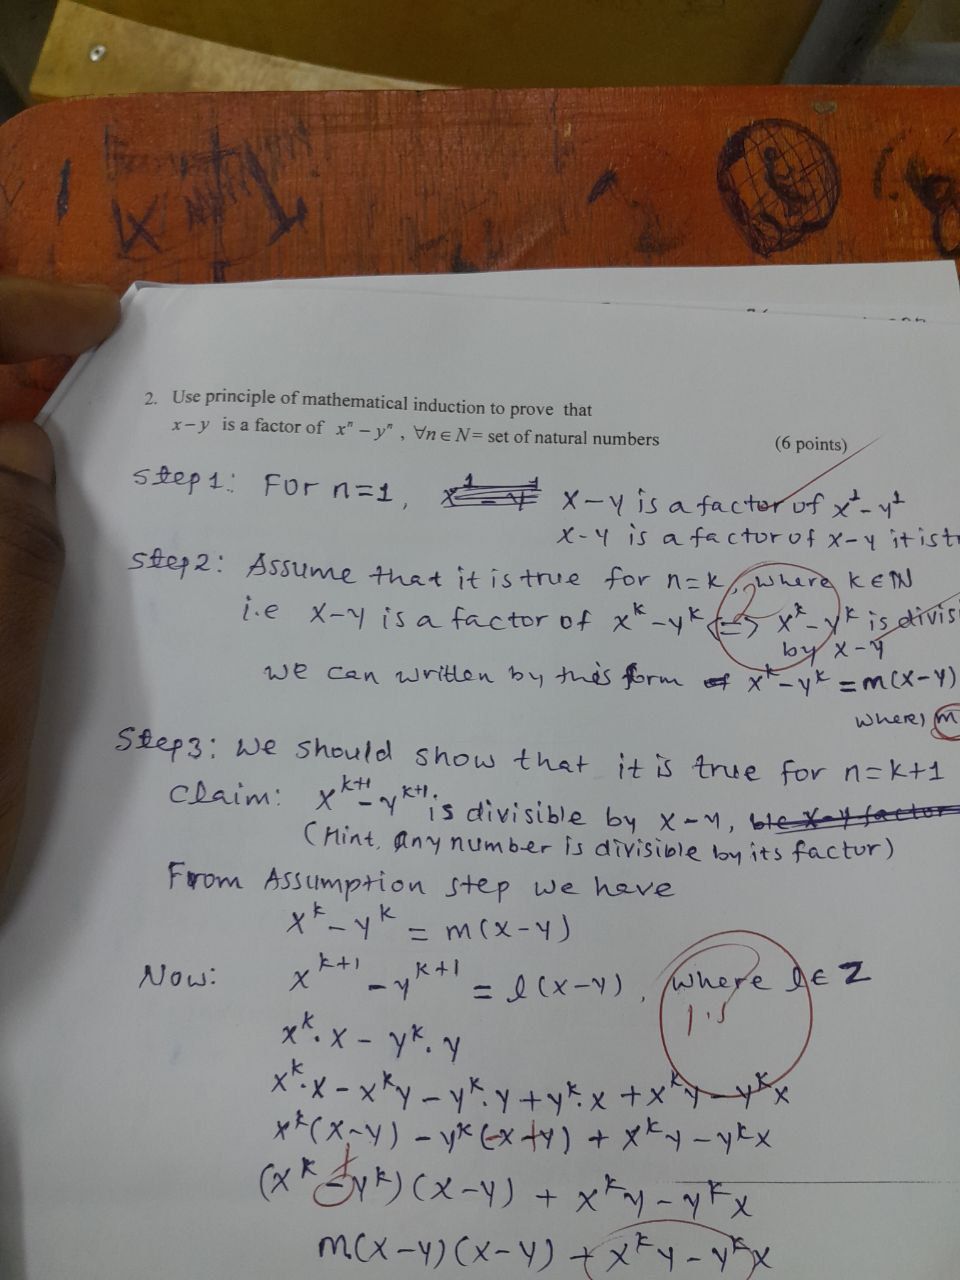 2. Use principle of mathematical induction to prove that
x-y is a factor of xⁿ - yⁿ, ∀n ∈ N = set of natural numbers (6 points)
Step 1: For n=1, x-y is a factor of x¹-y¹
x-y is a factor of x-y it is
Step 2: Assume that it is true for n=k, where k∈ℕ
i.e x-y is a factor of xᵏ-yᵏ <=> xᵏ-yᵏ is divisi
by x-y
2
we can written by this form xᵏ-yᵏ = m(x-y)
where, m
Step 3: We should show that it is true for n=k+1
Claim: xᵏ⁺¹-yᵏ⁺¹ is divisible by x-y,
(Hint, any number is divisible by its factor)
From Assumption step we have
xᵏ-yᵏ = m(x-y)
Now: xᵏ⁺¹-yᵏ⁺¹ = l(x-y), where l∈Z
1.5
xᵏ.x - yᵏ.y
xᵏ.x - xᵏy - yᵏ.y + yᵏ.x + xᵏy - yᵏx
xᵏ(x-y) - yᵏ(-x+y) + xᵏy - yᵏx
(xᵏ - yᵏ)(x-y) + xᵏy - yᵏx
m(x-y)(x-y) + xᵏy - yᵏx